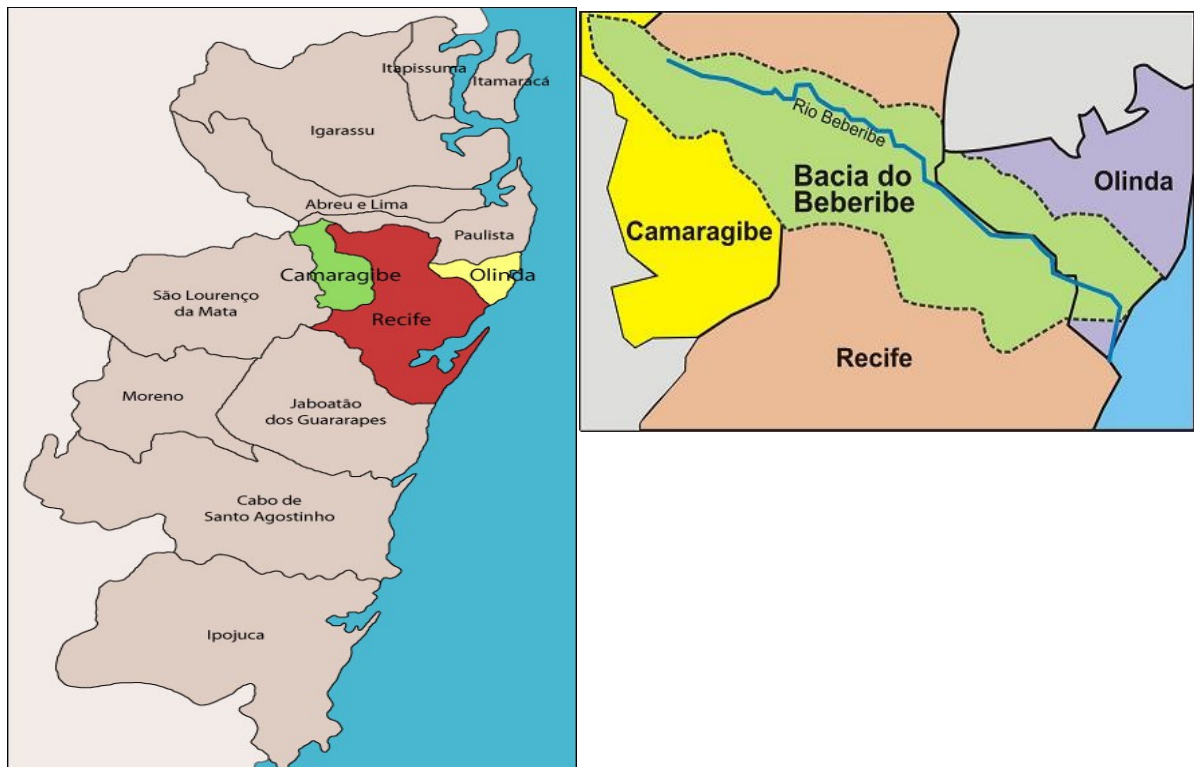 Itapissuma
Itamaracá
Igarassu
Abreu e Lima
Paulista
Camaragibe
Olinda
São Lourenço
da Mata
Recife
Moreno
Jaboatão
dos Guararapes
Cabo de
Santo Agostinho
Ipojuca
Rio Beberibe
Bacia do
Beberibe
Olinda
Camaragibe
Recife